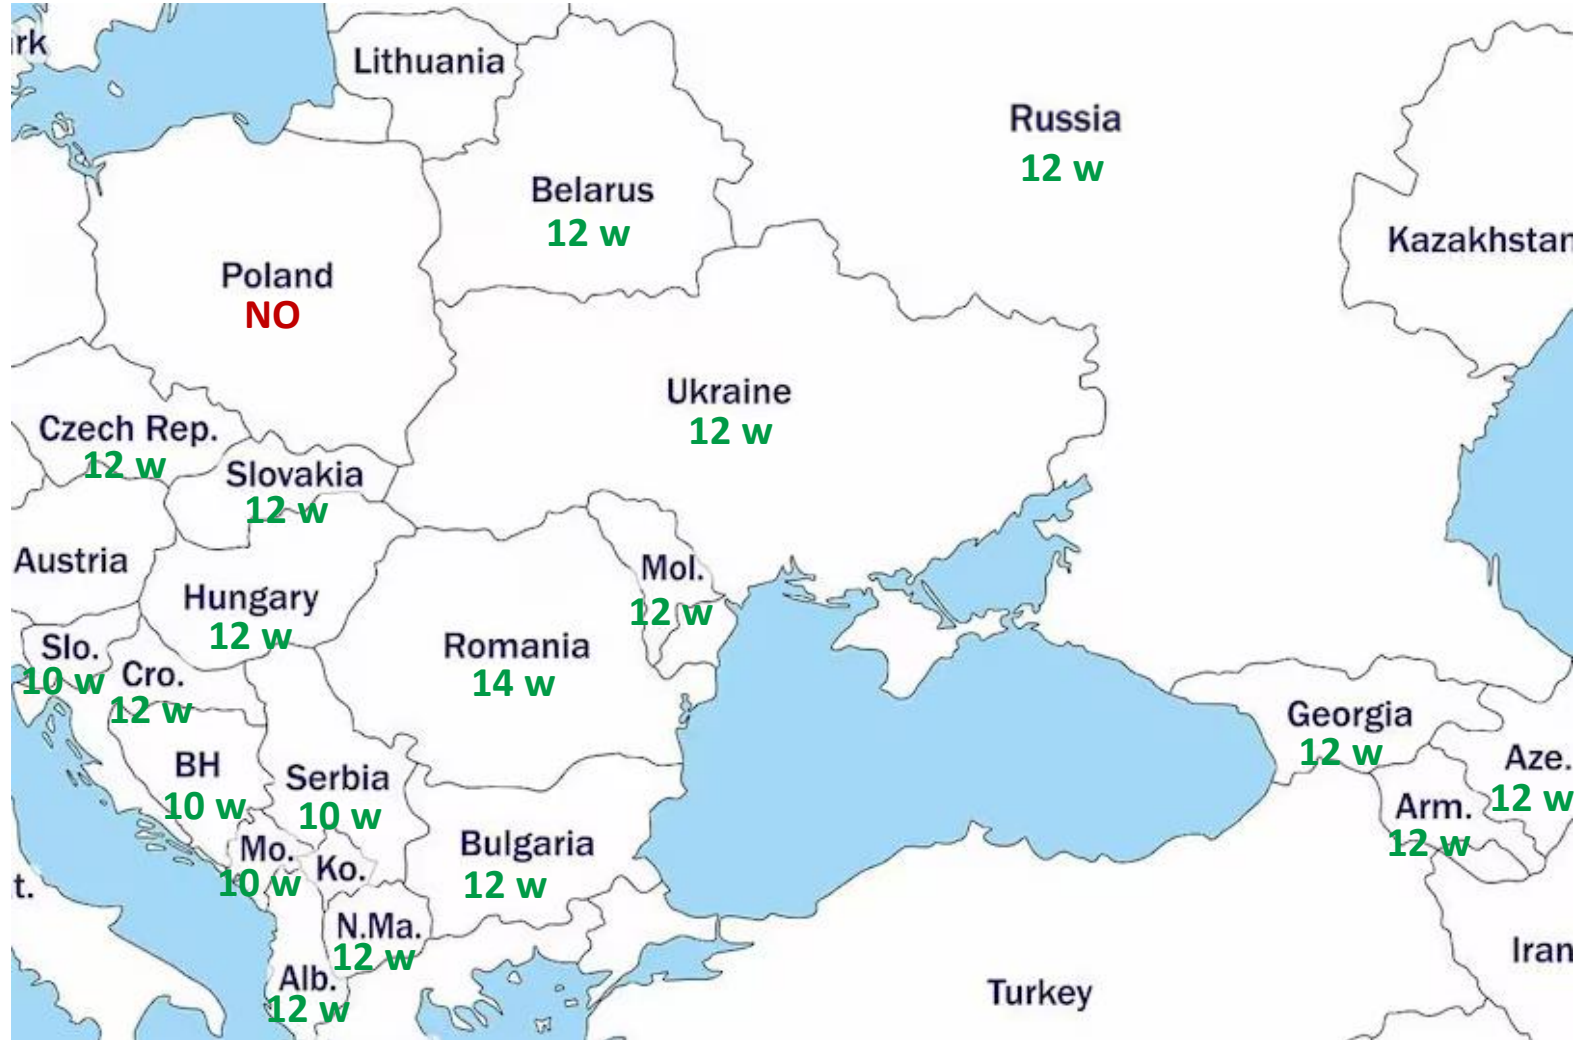 rk
Lithuania
Russia
12 w
Belarus
12 w
Kazakhstan
Poland
NO
Ukraine
12 w
Czech Rep.
12 w
Slovakia
12 w
Austria
Mol.
12 w
Hungary
12 w
Romania
14 w
Slo.
10 w
Cro.
12 w
Georgia
12 w
BH
10 w
Serbia
10 w
Aze.
12 w
Arm.
12 w
Mo.
10 w
Ko.
Bulgaria
12 w
t.
N.Ma.
12 w
Alb.
12 w
Turkey
Iran